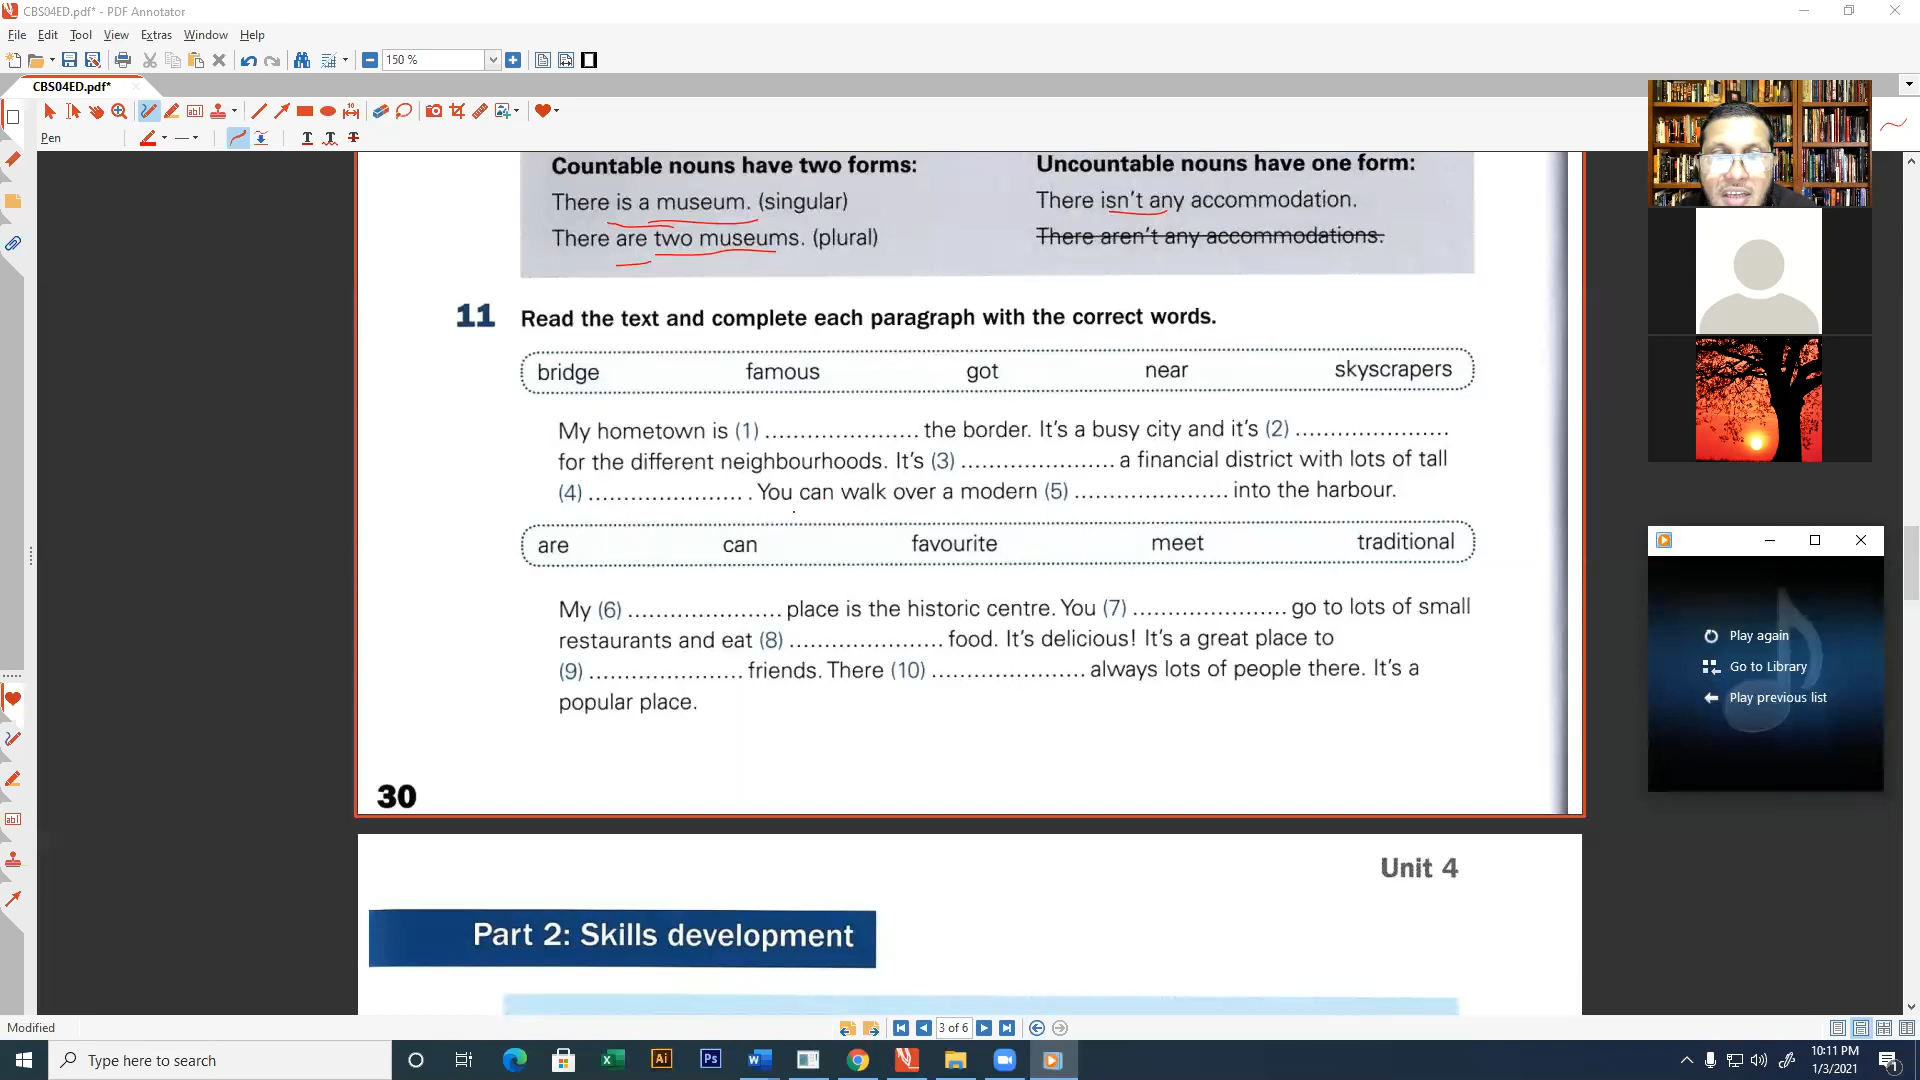 CBS04ED.pdf* - PDF Annotator
File Edit Tool View Extras Window Help
150 %
CBS04ED.pdf*
Pen
Countable nouns have two forms:
There is a museum. (singular)
There are two museums. (plural)
Uncountable nouns have one form:
There isn't any accommodation.
There aren't any accommodations.
11 Read the text and complete each paragraph with the correct words.
bridge famous got near skyscrapers
My hometown is (1) ...................... the border. It's a busy city and it's (2) ......................
for the different neighbourhoods. It's (3) ...................... a financial district with lots of tall
(4) ...................... . You can walk over a modern (5) ...................... into the harbour.
are can favourite meet traditional
My (6) ...................... place is the historic centre. You (7) ...................... go to lots of small
restaurants and eat (8) ...................... food. It's delicious! It's a great place to
(9) ...................... friends. There (10) ...................... always lots of people there. It's a
popular place.
30
Unit 4
Part 2: Skills development
Play again
Go to Library
Play previous list
Modified
3 of 6
Type here to search
10:11 PM
1/3/2021